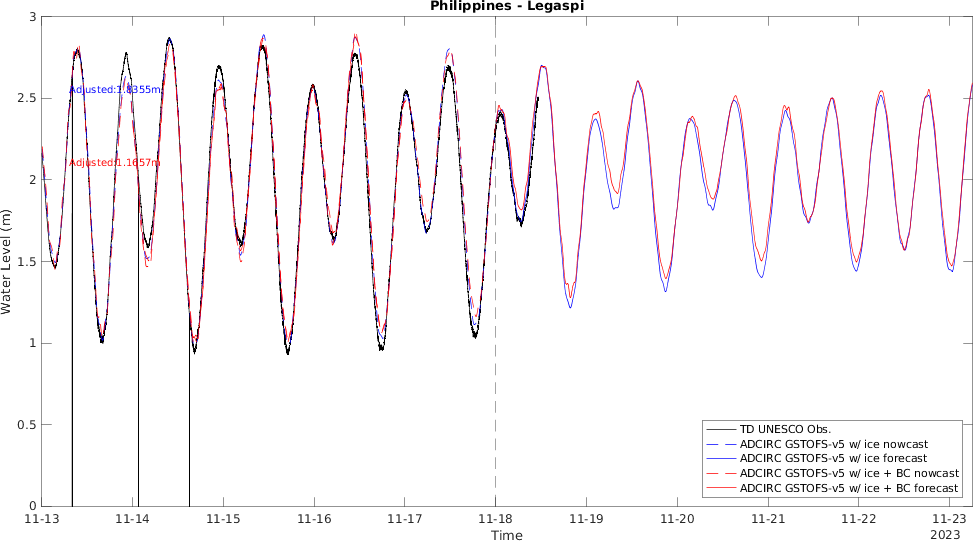 Philippines - Legaspi
3
2.5
2
1.5
1
0.5
0
Water Level (m)
Adjusted:1.8355m
Adjusted:1.1657m
TD UNESCO Obs.
ADCIRC GSTOFS-v5 w/ ice nowcast
ADCIRC GSTOFS-v5 w/ ice forecast
ADCIRC GSTOFS-v5 w/ ice + BC nowcast
ADCIRC GSTOFS-v5 w/ ice + BC forecast
11-13 11-14 11-15 11-16 11-17 11-18 11-19 11-20 11-21 11-22 11-23
Time 2023